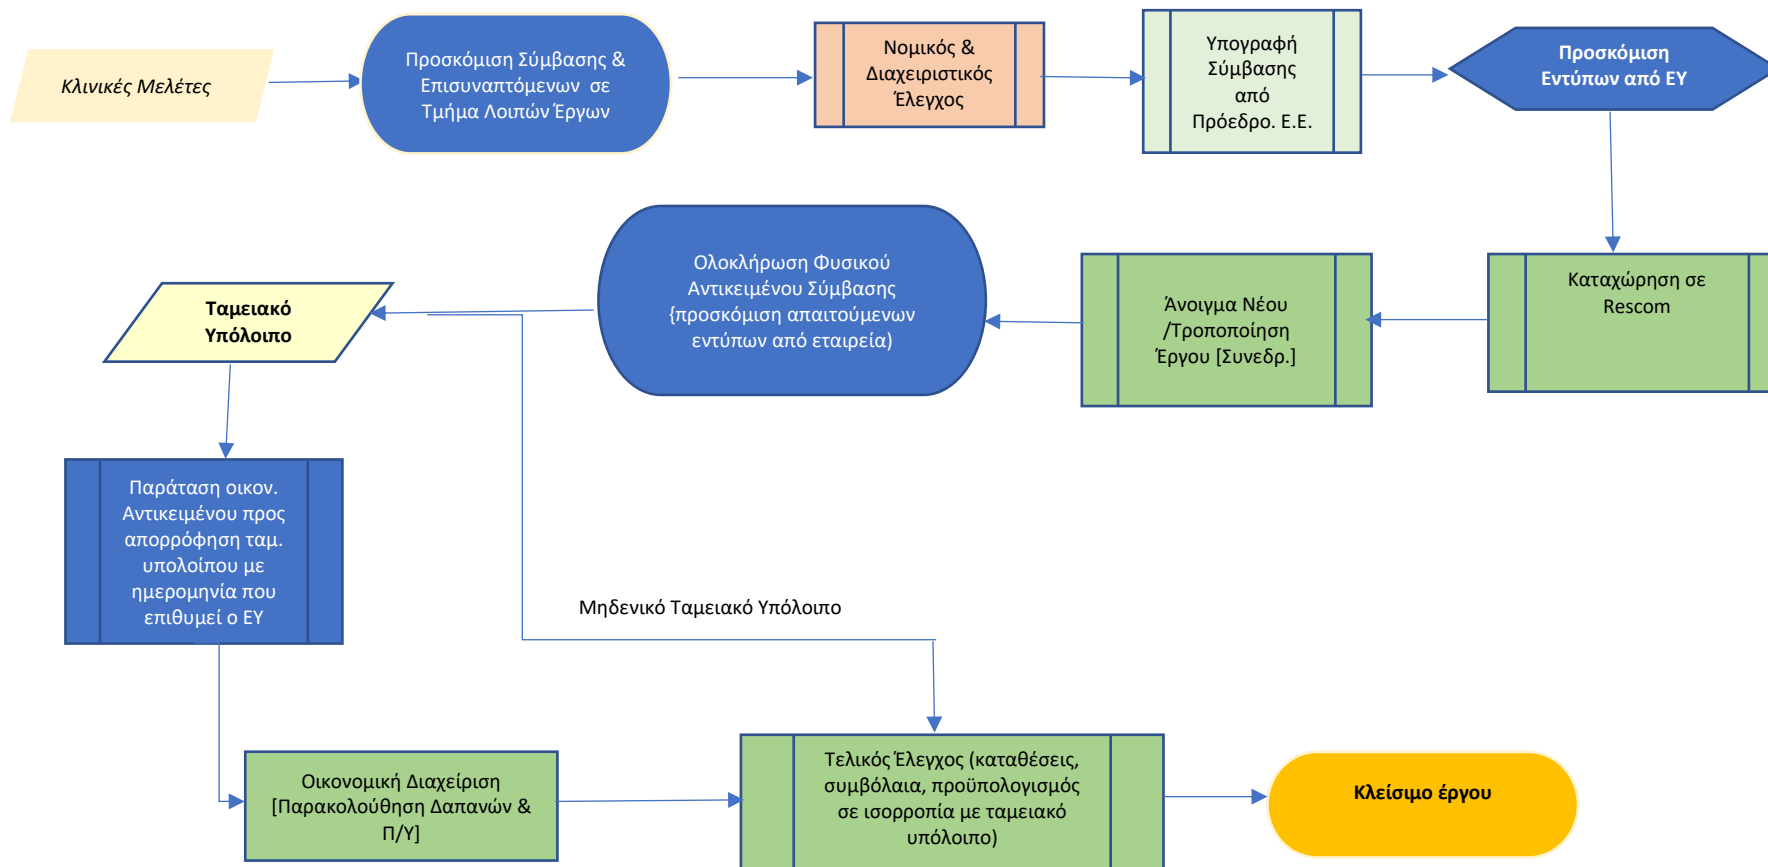 Κλινικές Μελέτες
Προσκόμιση Σύμβασης &
Επισυναπτόμενων σε
Τμήμα Λοιπών Έργων
Νομικός &
Διαχειριστικός
Έλεγχος
Υπογραφή
Σύμβασης
από
Πρόεδρο. Ε.Ε.
Προσκόμιση
Εντύπων από ΕΥ
Ταμειακό
Υπόλοιπο
Ολοκλήρωση Φυσικού
Αντικειμένου Σύμβασης
{προσκόμιση απαιτούμενων
εντύπων από εταιρεία)
Άνοιγμα Νέου
/Τροποποίηση
Έργου [Συνεδρ.]
Καταχώρηση σε
Rescom
Παράταση οικον.
Αντικειμένου προς
απορρόφηση ταμ.
υπολοίπου με
ημερομηνία που
επιθυμεί ο ΕΥ
Μηδενικό Ταμειακό Υπόλοιπο
Οικονομική Διαχείριση
[Παρακολούθηση Δαπανών &
Π/Υ]
Τελικός Έλεγχος (καταθέσεις,
συμβόλαια, προϋπολογισμός
σε ισορροπία με ταμειακό
υπόλοιπο)
Κλείσιμο έργου